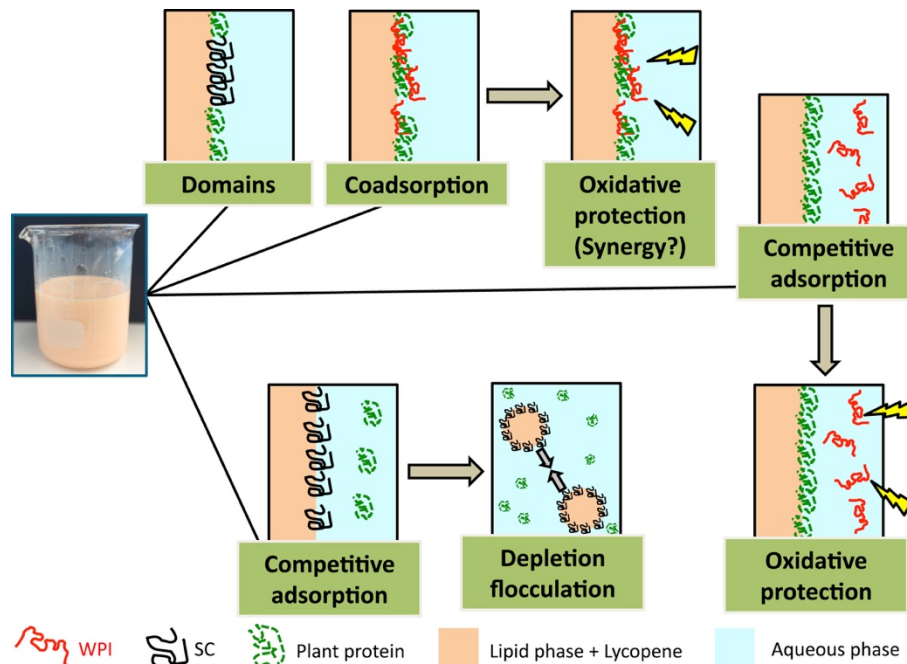 Domains
Coadsorption
Oxidative
protection
(Synergy?)
Competitive
adsorption
Competitive
adsorption
Depletion
flocculation
Oxidative
protection
WPI
SC
Plant protein
Lipid phase + Lycopene
Aqueous phase